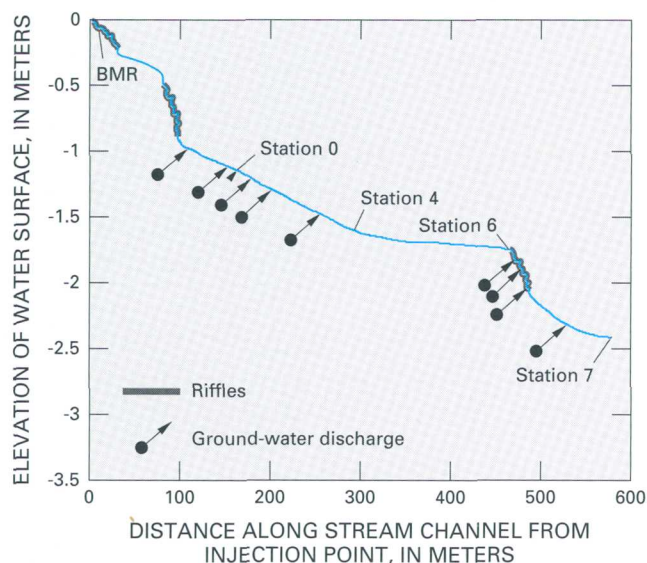 ELEVATION OF WATER SURFACE, IN METERS
0
-0.5
-1
-1.5
-2
-2.5
-3
-3.5
BMR
Station 0
Station 4
Station 6
Station 7
Riffles
Ground-water discharge
0 100 200 300 400 500 600
DISTANCE ALONG STREAM CHANNEL FROM
INJECTION POINT, IN METERS